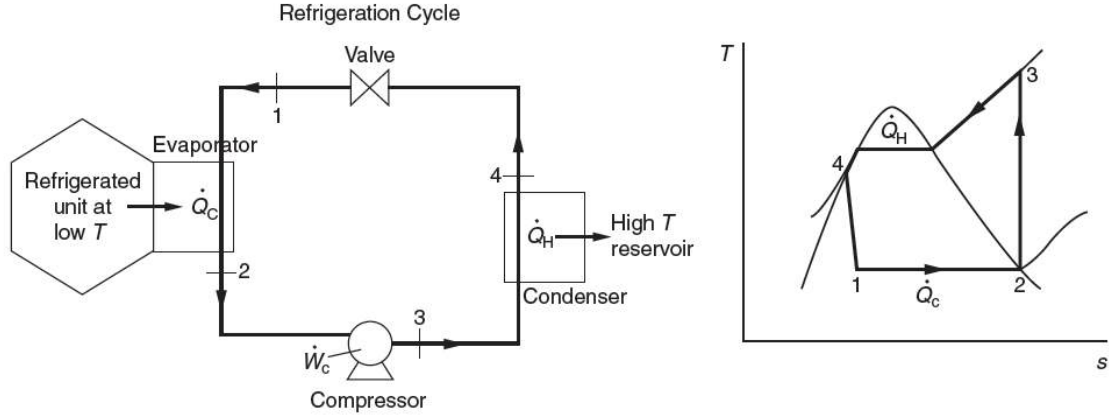 Refrigeration Cycle
Valve
1
Evaporator
Refrigerated
unit at
low T
Q̇C
2
Ẇc
Compressor
3
4
Q̇H
High T
reservoir
Condenser
T
3
Q̇H
4
1
Q̇c
2
s